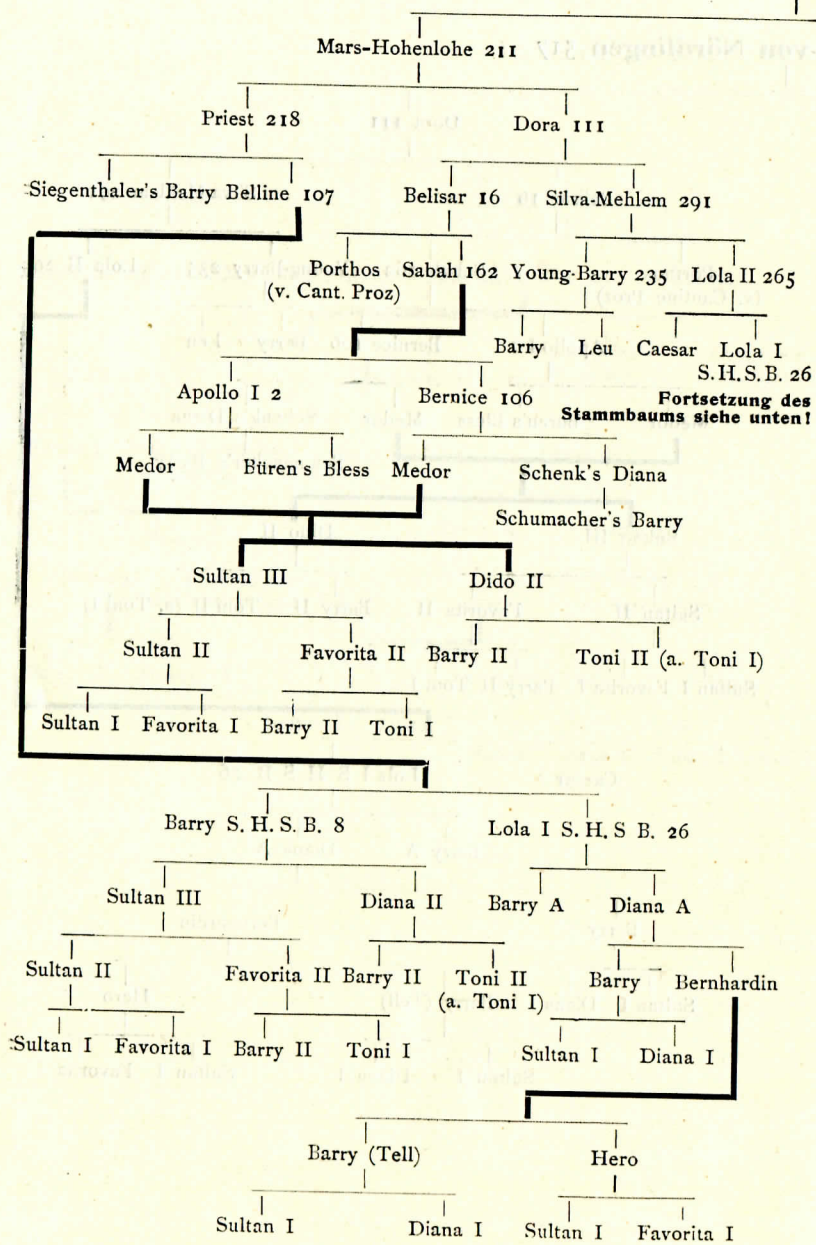 Mars-Hohenlohe 211
Priest 218 Dora 111
Siegenthaler's Barry Belline 107 Belisar 16 Silva-Mehlem 291
Porthos Sabah 162 Young-Barry 235 Lola II 265
(v. Cant. Proz)
Barry Leu Caesar Lola I
S. H. S. B. 26
Apollo I 2 Bernice 106 Fortsetzung des
Stammbaums siehe unten!
Medor Büren's Bless Medor Schenk's Diana
Schumacher's Barry
Sultan III Dido II
Sultan II Favorita II Barry II Toni II (a. Toni I)
Sultan I Favorita I Barry II Toni I
Barry S. H. S. B. 8 Lola I S. H. S B. 26
Sultan III Diana II Barry A Diana A
Sultan II Favorita II Barry II Toni II Barry Bernhardin
(a. Toni I)
Sultan I Favorita I Barry II Toni I Sultan I Diana I
Barry (Tell) Hero
Sultan I Diana I Sultan I Favorita I